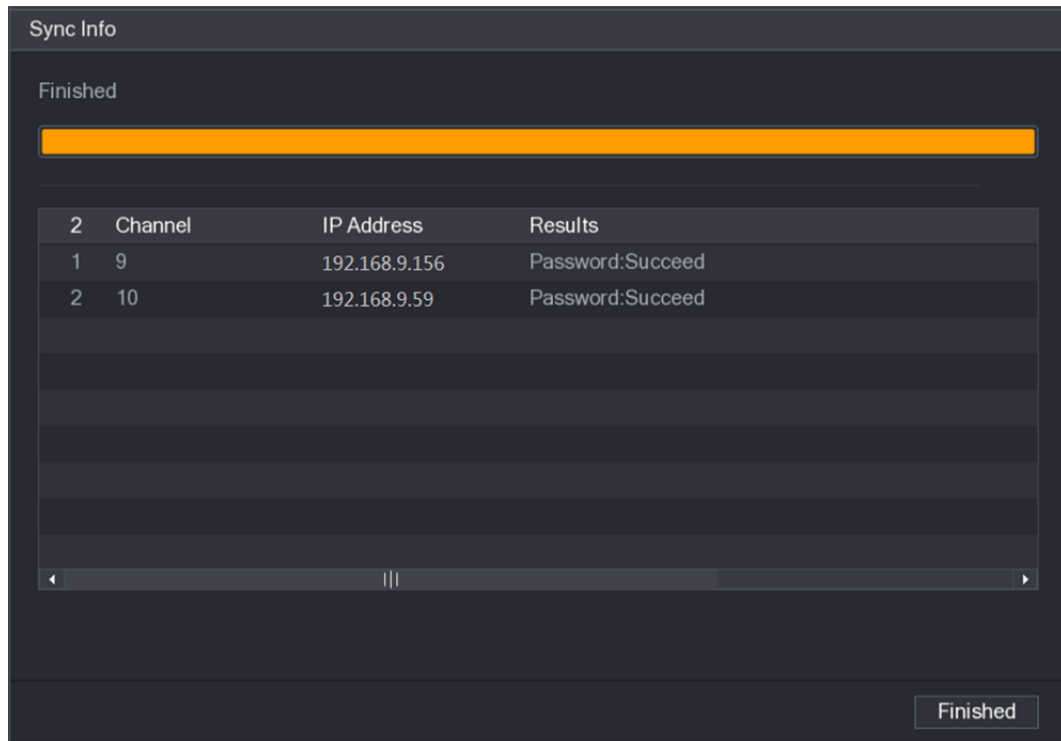 Sync Info
Finished
2 Channel IP Address Results
1 9 192.168.9.156 Password:Succeed
2 10 192.168.9.59 Password:Succeed
Finished